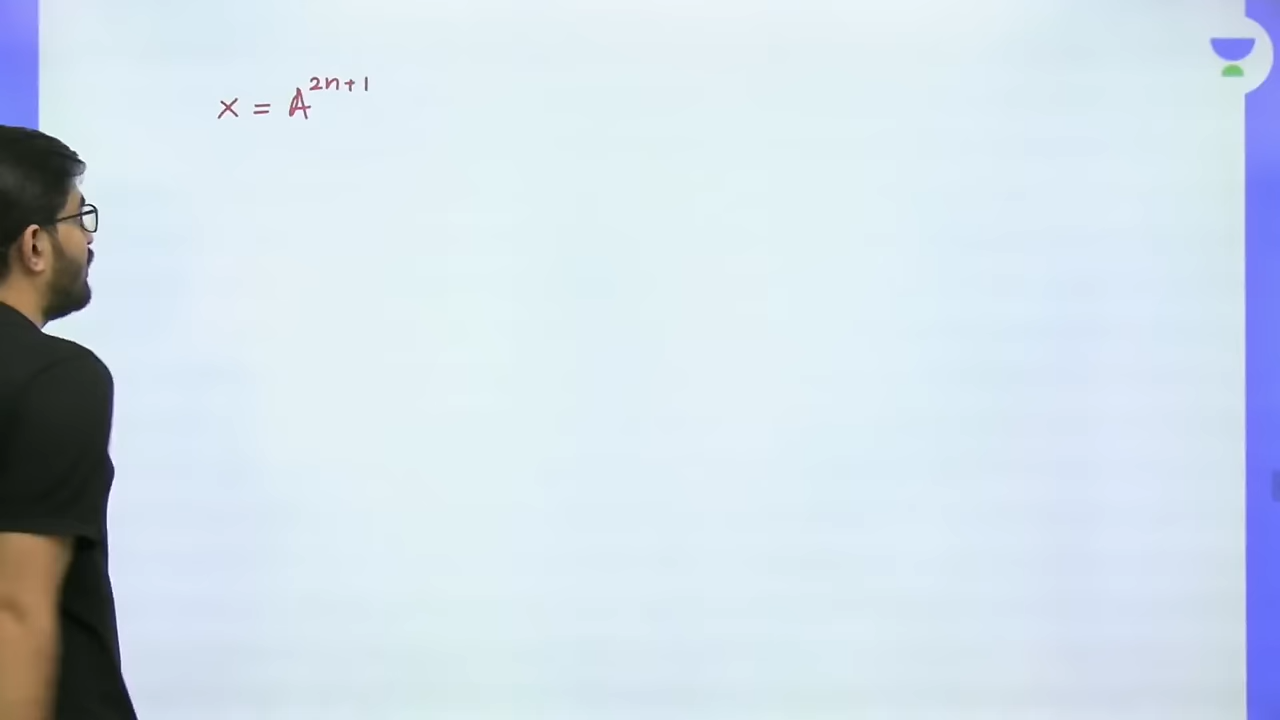 x = A^{2n+1}